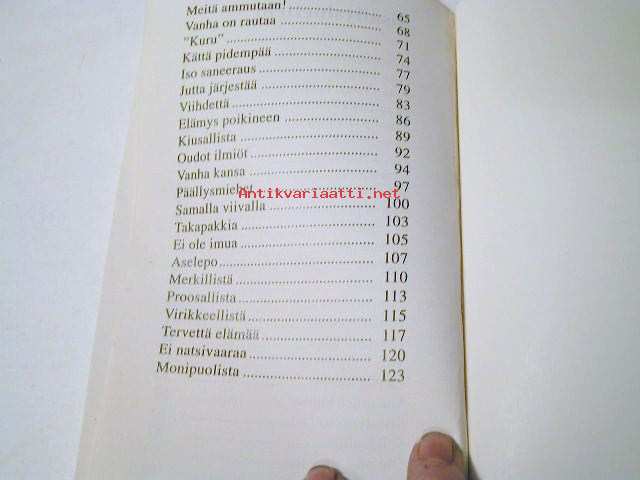 Meitä ammutaan! ........................ 65
Vanha on rautaa ........................ 68
"Kuru" ........................ 71
Kättä pidempää ........................ 74
Iso saneeraus ........................ 77
Jutta järjestää ........................ 79
Viihdettä ........................ 83
Elämys poikineen ........................ 86
Kiusallista ........................ 89
Oudot ilmiöt ........................ 92
Vanha kansa ........................ 94
Päällysmiehet ........................ 97
Antikvariaatti.net
Samalla viivalla ........................ 100
Takapakkia ........................ 103
Ei ole imua ........................ 105
Aselepo ........................ 107
Merkillistä ........................ 110
Proosallista ........................ 113
Virikkeellistä ........................ 115
Tervettä elämää ........................ 117
Ei natsivaaraa ........................ 120
Monipuolista ........................ 123